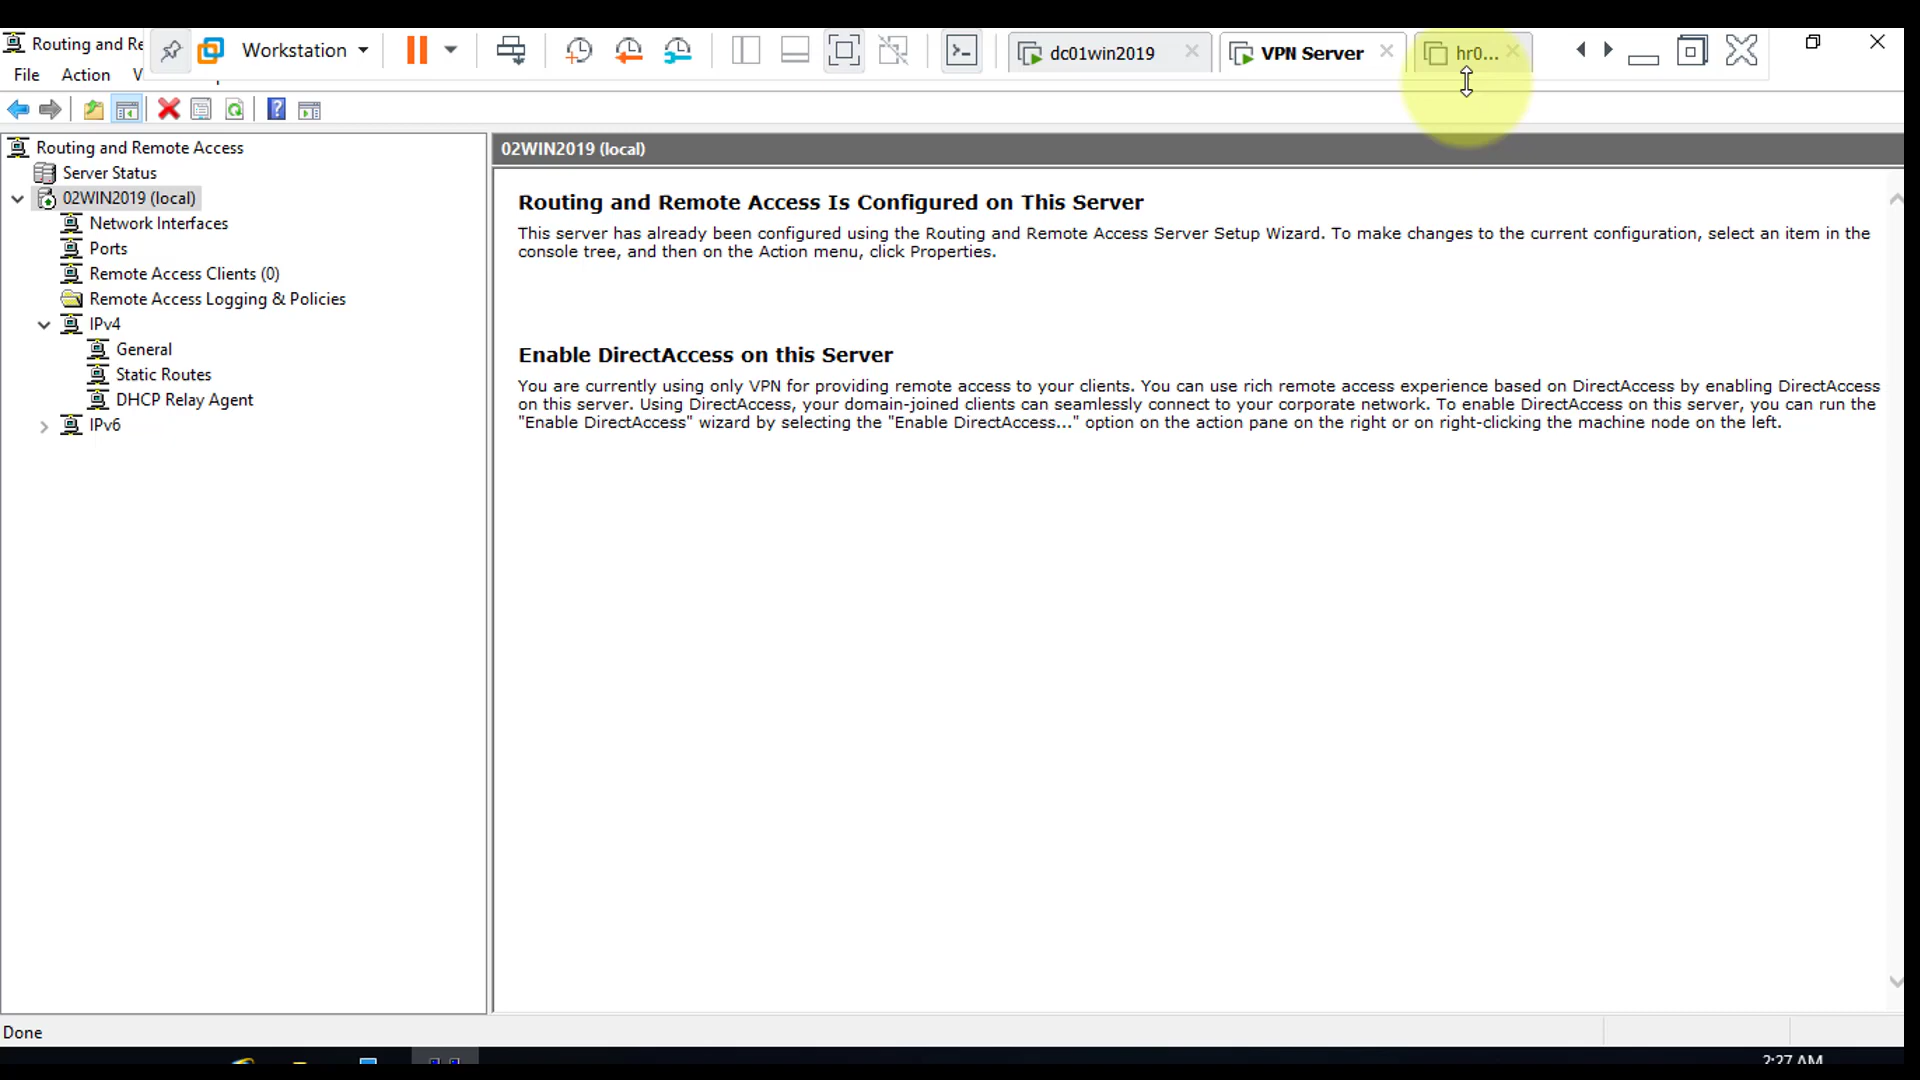 Routing and Re
Workstation
dc01win2019
VPN Server
hr0...
File Action V
Routing and Remote Access
Server Status
02WIN2019 (local)
Network Interfaces
Ports
Remote Access Clients (0)
Remote Access Logging & Policies
IPv4
General
Static Routes
DHCP Relay Agent
IPv6
02WIN2019 (local)
Routing and Remote Access Is Configured on This Server
This server has already been configured using the Routing and Remote Access Server Setup Wizard. To make changes to the current configuration, select an item in the
console tree, and then on the Action menu, click Properties.
Enable DirectAccess on this Server
You are currently using only VPN for providing remote access to your clients. You can use rich remote access experience based on DirectAccess by enabling DirectAccess
on this server. Using DirectAccess, your domain-joined clients can seamlessly connect to your corporate network. To enable DirectAccess on this server, you can run the
"Enable DirectAccess" wizard by selecting the "Enable DirectAccess..." option on the action pane on the right or on right-clicking the machine node on the left.
Done
2:27 AM